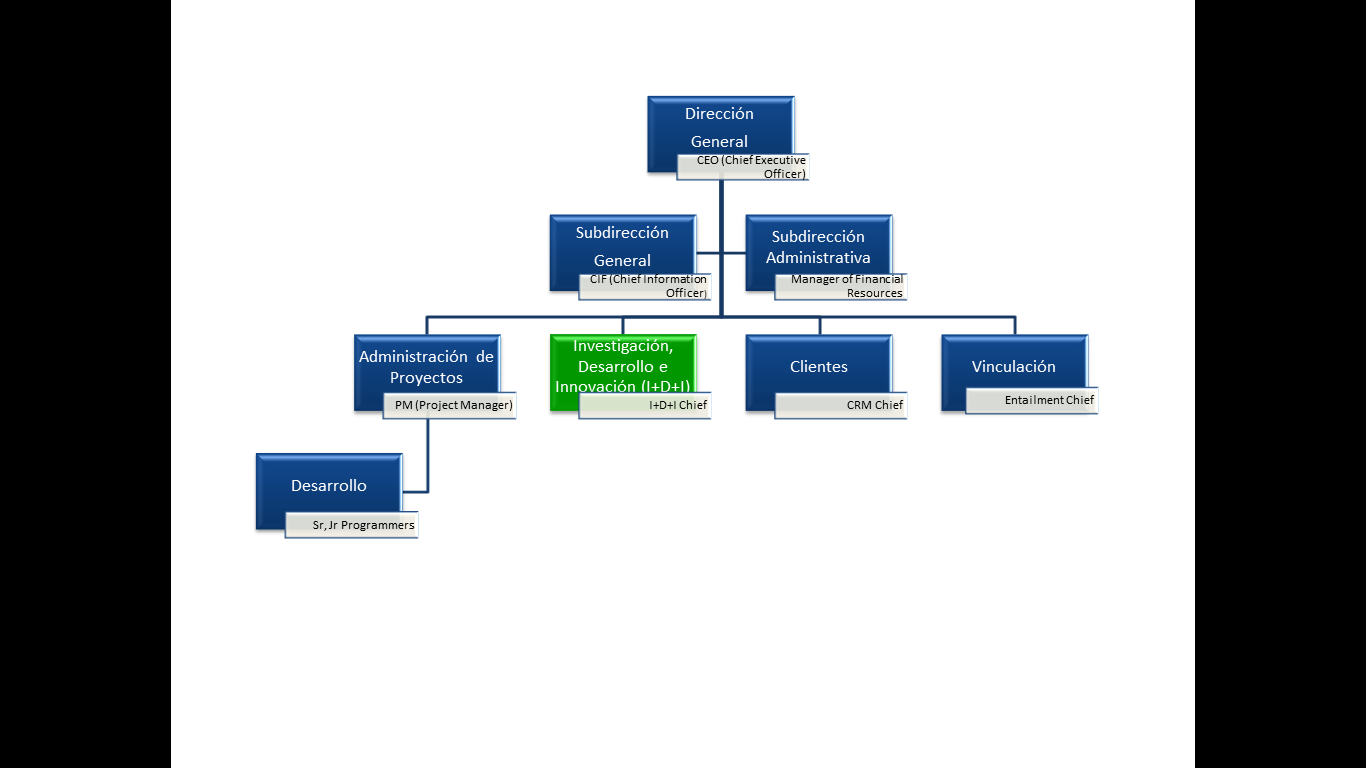 Dirección
General
CEO (Chief Executive
Officer)
Subdirección
General
CIF (Chief Information
Officer)
Subdirección
Administrativa
Manager of Financial
Resources
Administración de
Proyectos
PM (Project Manager)
Investigación,
Desarrollo e
Innovación (I+D+I)
I+D+I Chief
Clientes
CRM Chief
Vinculación
Entailment Chief
Desarrollo
Sr, Jr Programmers